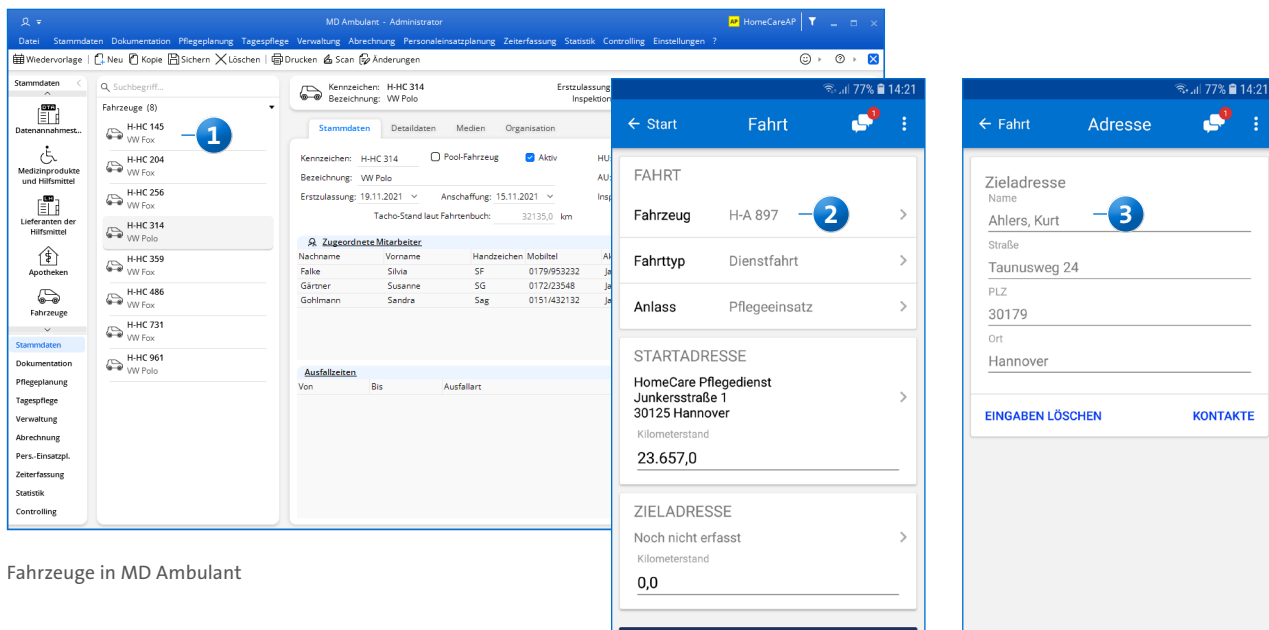 MD Ambulant - Administrator
AP HomeCareAP
Datei Stammdaten Dokumentation Pflegeplanung Tagespflege Verwaltung Abrechnung Personaleinsatzplanung Zeiterfassung Statistik Controlling Einstellungen ?
Wiedervorlage Neu Kopie Sichern Löschen Drucken Scan Änderungen
Stammdaten
DTA
Datenannahmest...
Medizinprodukte
und Hilfsmittel
LH
Lieferanten der
Hilfsmittel
Apotheken
Fahrzeuge
Stammdaten
Dokumentation
Pflegeplanung
Tagespflege
Verwaltung
Abrechnung
Pers.-Einsatzpl.
Zeiterfassung
Statistik
Controlling
Suchbegriff...
Fahrzeuge (8)
H-HC 145
VW Fox
1
H-HC 204
VW Fox
H-HC 256
VW Fox
H-HC 314
VW Polo
H-HC 359
VW Fox
H-HC 486
VW Fox
H-HC 731
VW Fox
H-HC 961
VW Polo
Kennzeichen: H-HC 314 Erstzulassung
Bezeichnung: VW Polo
Stammdaten Detaildaten Medien Organisation
Kennzeichen: H-HC 314 Pool-Fahrzeug Aktiv HU:
Bezeichnung: VW Polo AU:
Erstzulassung: 19.11.2021 Anschaffung: 15.11.2021
Tacho-Stand laut Fahrtenbuch: 32135,0 km
Zugeordnete Mitarbeiter
Nachname Vorname Handzeichen Mobiltel
Falke Silvia SF 0179/953232
Gärtner Susanne SG 0172/23548
Gohlmann Sandra Sag 0151/432132
Ausfallzeiten
Von Bis Ausfallart
Fahrzeuge in MD Ambulant
77% 14:21
Start Fahrt 1
FAHRT
Fahrzeug H-A 897 2
Fahrttyp Dienstfahrt
Anlass Pflegeeinsatz
STARTADRESSE
HomeCare Pflegedienst
Junkersstraße 1
30125 Hannover
Kilometerstand
23.657,0
ZIELADRESSE
Noch nicht erfasst
Kilometerstand
0,0
77% 14:21
Fahrt Adresse 1
Zieladresse
Name
Ahlers, Kurt 3
Straße
Taunusweg 24
PLZ
30179
Ort
Hannover
EINGABEN LÖSCHEN KONTAKTE